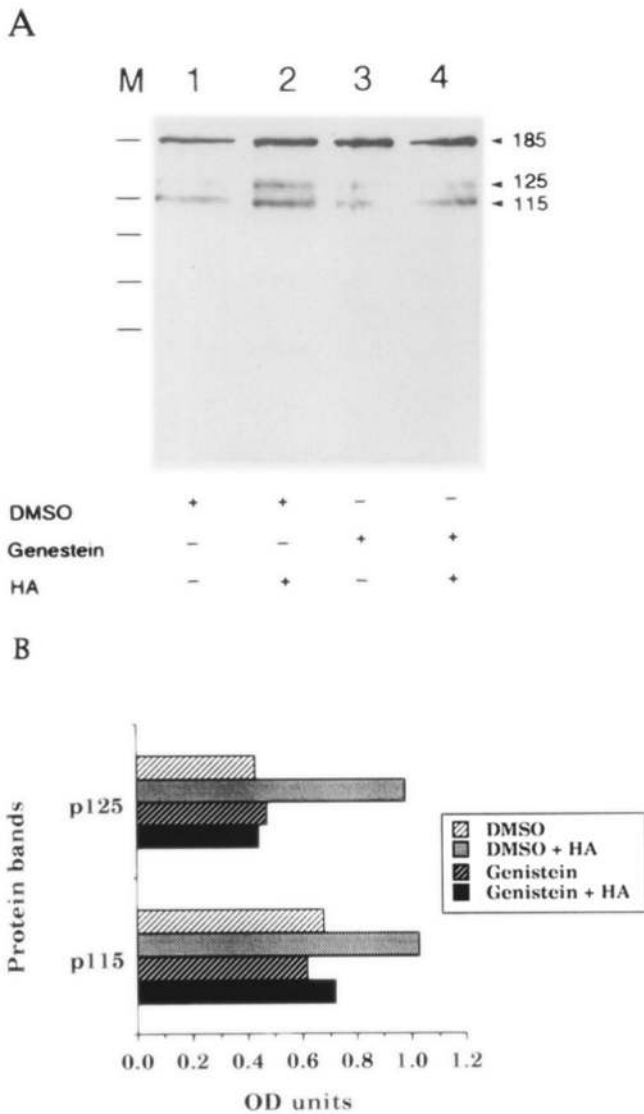 A
M 1 2 3 4
185
125
115
DMSO + + - -
Genestein - - + +
HA - + - +
B
Protein bands
p125
p115
DMSO
DMSO + HA
Genistein
Genistein + HA
0.0 0.2 0.4 0.6 0.8 1.0 1.2
OD units